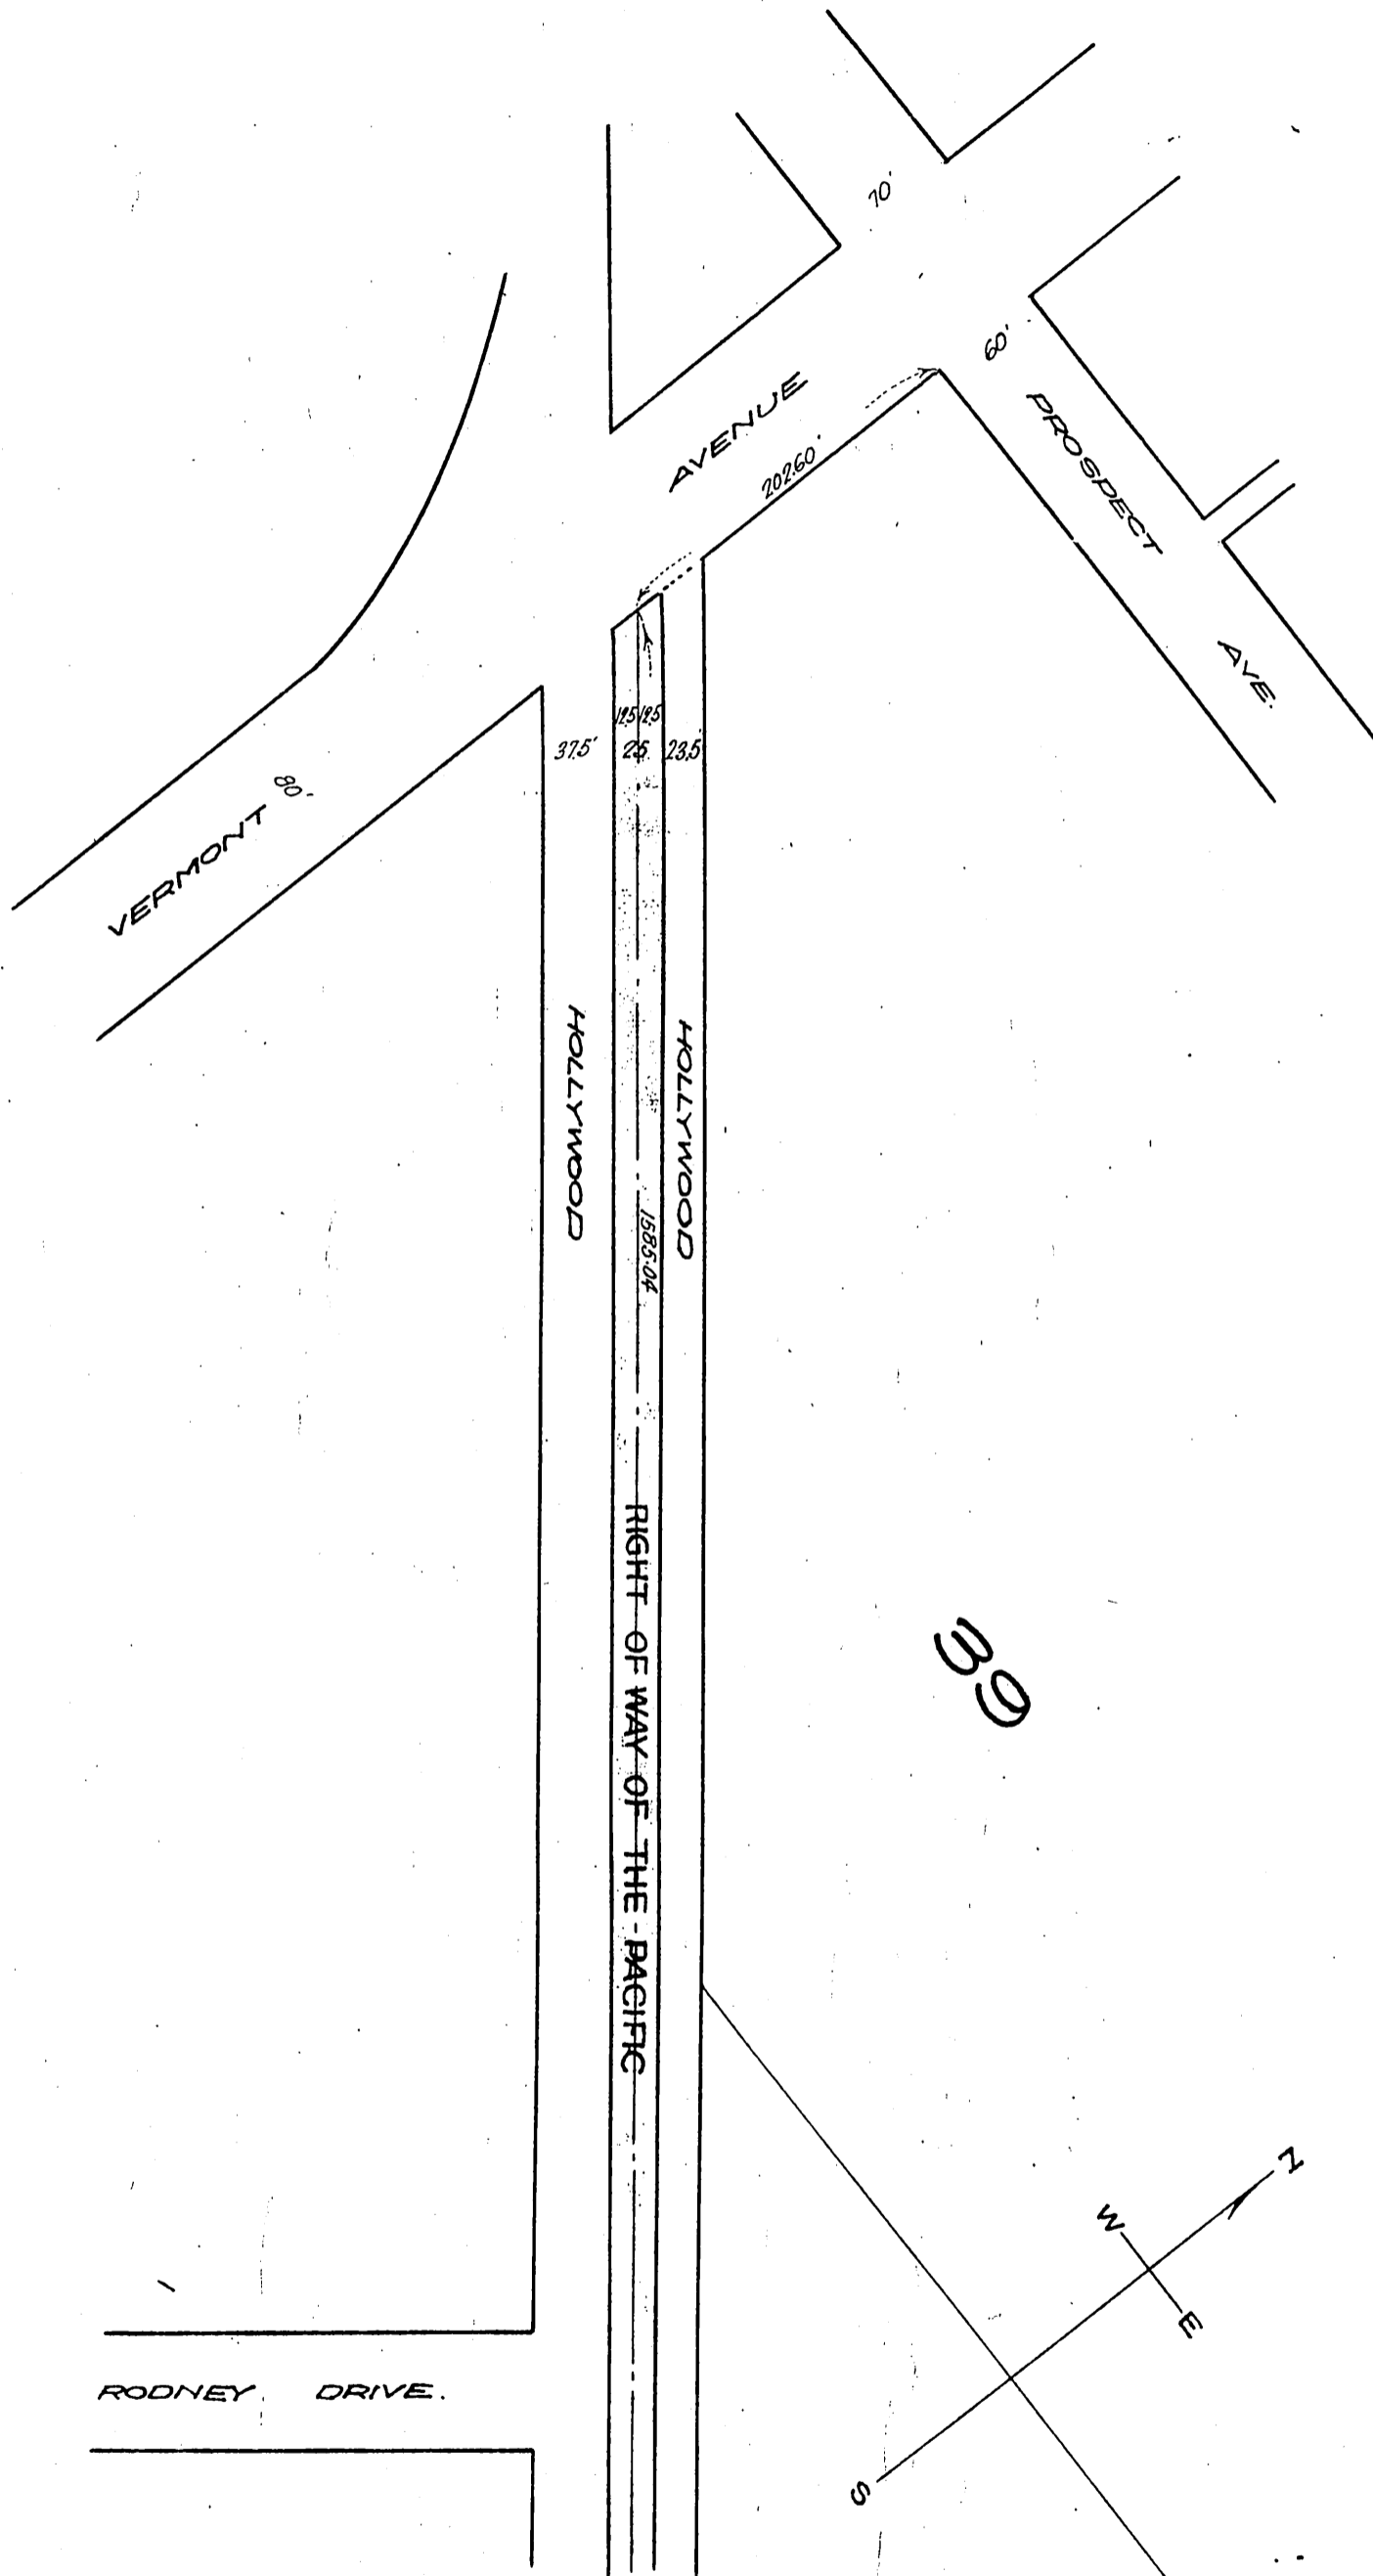 70'
60'
PROSPECT
AVE.
AVENUE
202.60'
12.5 12.5
37.5' 25. 23.5'
VERMONT 80.
HOLLYWOOD
HOLLYWOOD
1585.04
RIGHT OF WAY OF THE PACIFIC
39
N
W
E
S
RODNEY DRIVE.